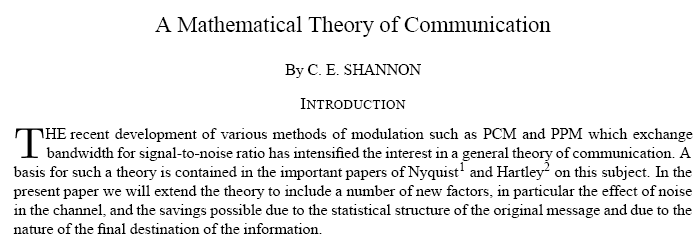 A Mathematical Theory of Communication
By C. E. SHANNON
INTRODUCTION
THE recent development of various methods of modulation such as PCM and PPM which exchange
bandwidth for signal-to-noise ratio has intensified the interest in a general theory of communication. A
basis for such a theory is contained in the important papers of Nyquist¹ and Hartley² on this subject. In the
present paper we will extend the theory to include a number of new factors, in particular the effect of noise
in the channel, and the savings possible due to the statistical structure of the original message and due to the
nature of the final destination of the information.